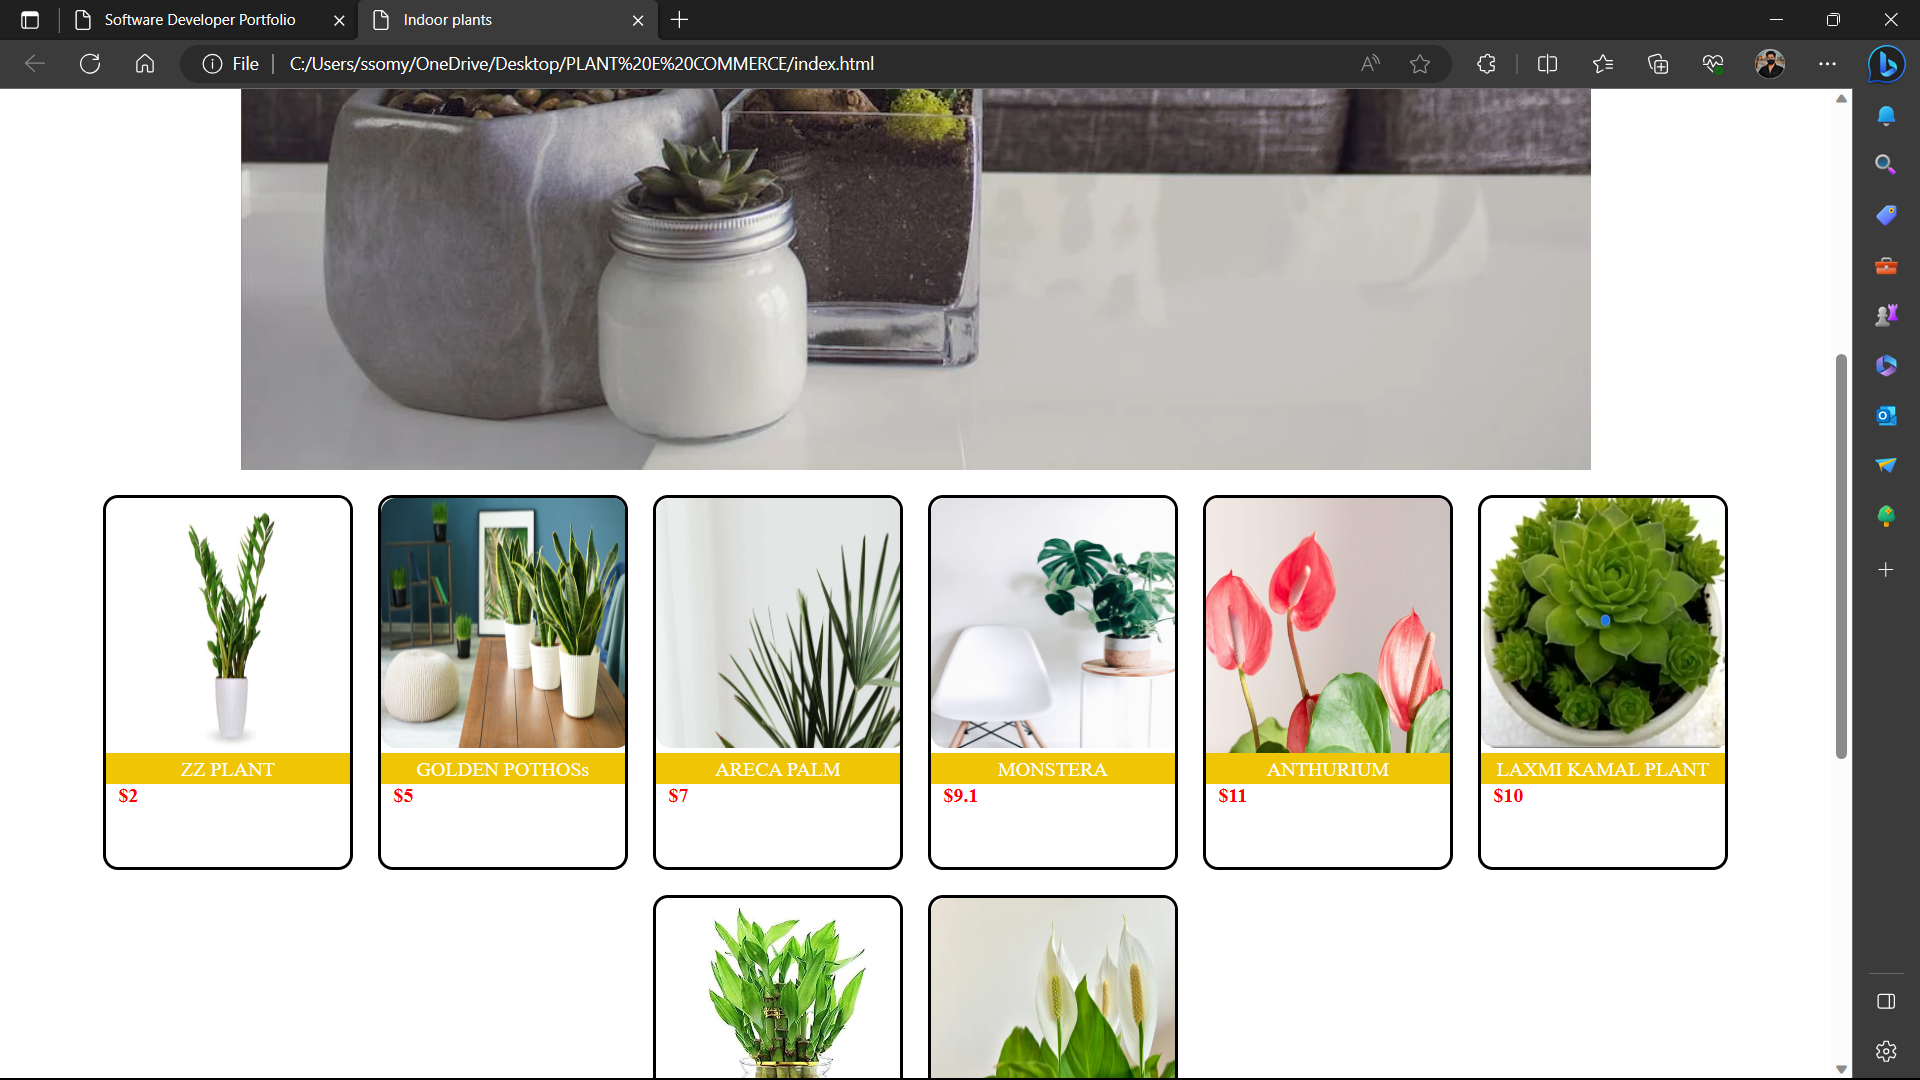 Software Developer Portfolio
Indoor plants
File
C:/Users/ssomy/OneDrive/Desktop/PLANT%20E%20COMMERCE/index.html
ZZ PLANT
GOLDEN POTHOSs
ARECA PALM
MONSTERA
ANTHURIUM
LAXMI KAMAL PLANT
$2
$5
$7
$9.1
$11
$10